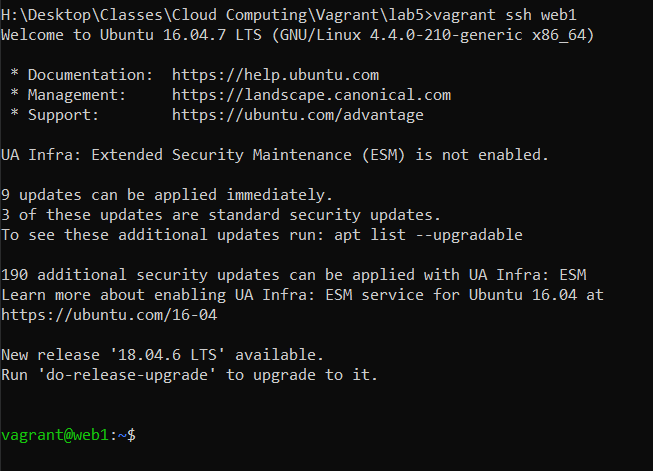 H:\Desktop\Classes\Cloud Computing\Vagrant\lab5>vagrant ssh web1
Welcome to Ubuntu 16.04.7 LTS (GNU/Linux 4.4.0-210-generic x86_64)
* Documentation: https://help.ubuntu.com
* Management: https://landscape.canonical.com
* Support: https://ubuntu.com/advantage
UA Infra: Extended Security Maintenance (ESM) is not enabled.
9 updates can be applied immediately.
3 of these updates are standard security updates.
To see these additional updates run: apt list --upgradable
190 additional security updates can be applied with UA Infra: ESM
Learn more about enabling UA Infra: ESM service for Ubuntu 16.04 at
https://ubuntu.com/16-04
New release '18.04.6 LTS' available.
Run 'do-release-upgrade' to upgrade to it.
vagrant@web1:~$